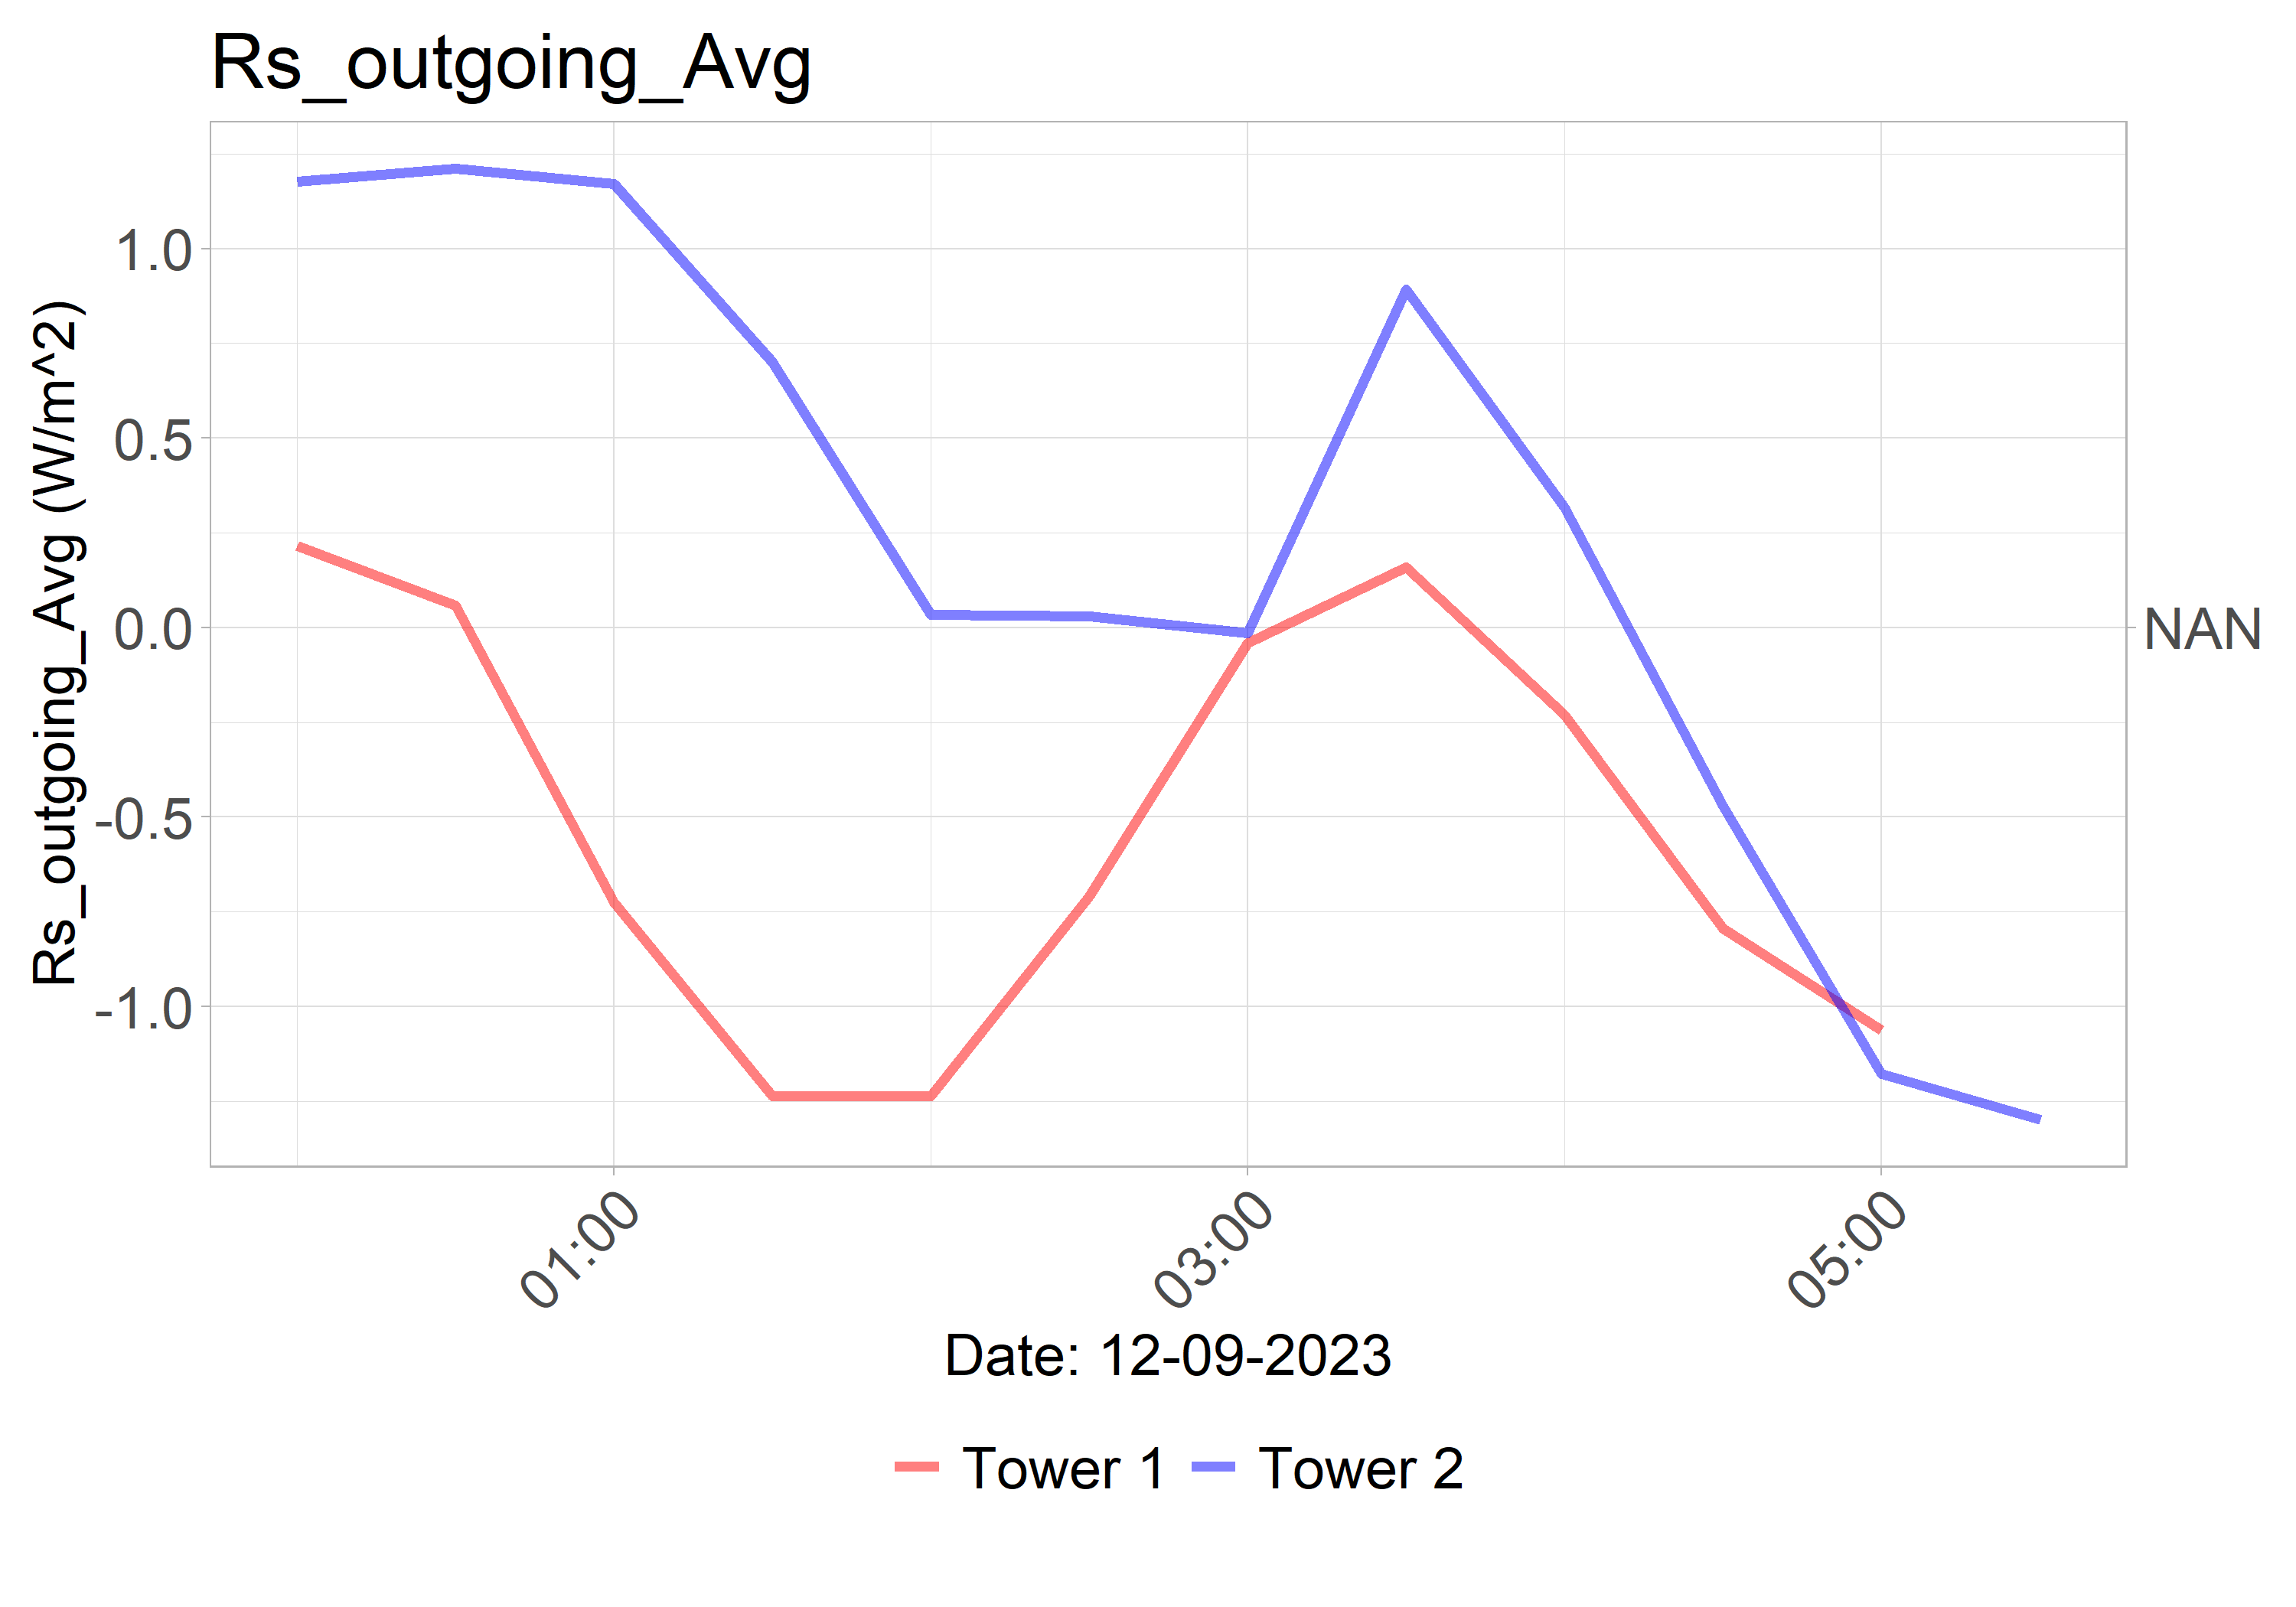 Rs_outgoing_Avg
Rs_outgoing_Avg (W/m^2)
1.0
0.5
0.0
-0.5
-1.0
NAN
01:00
03:00
05:00
Date: 12-09-2023
Tower 1
Tower 2